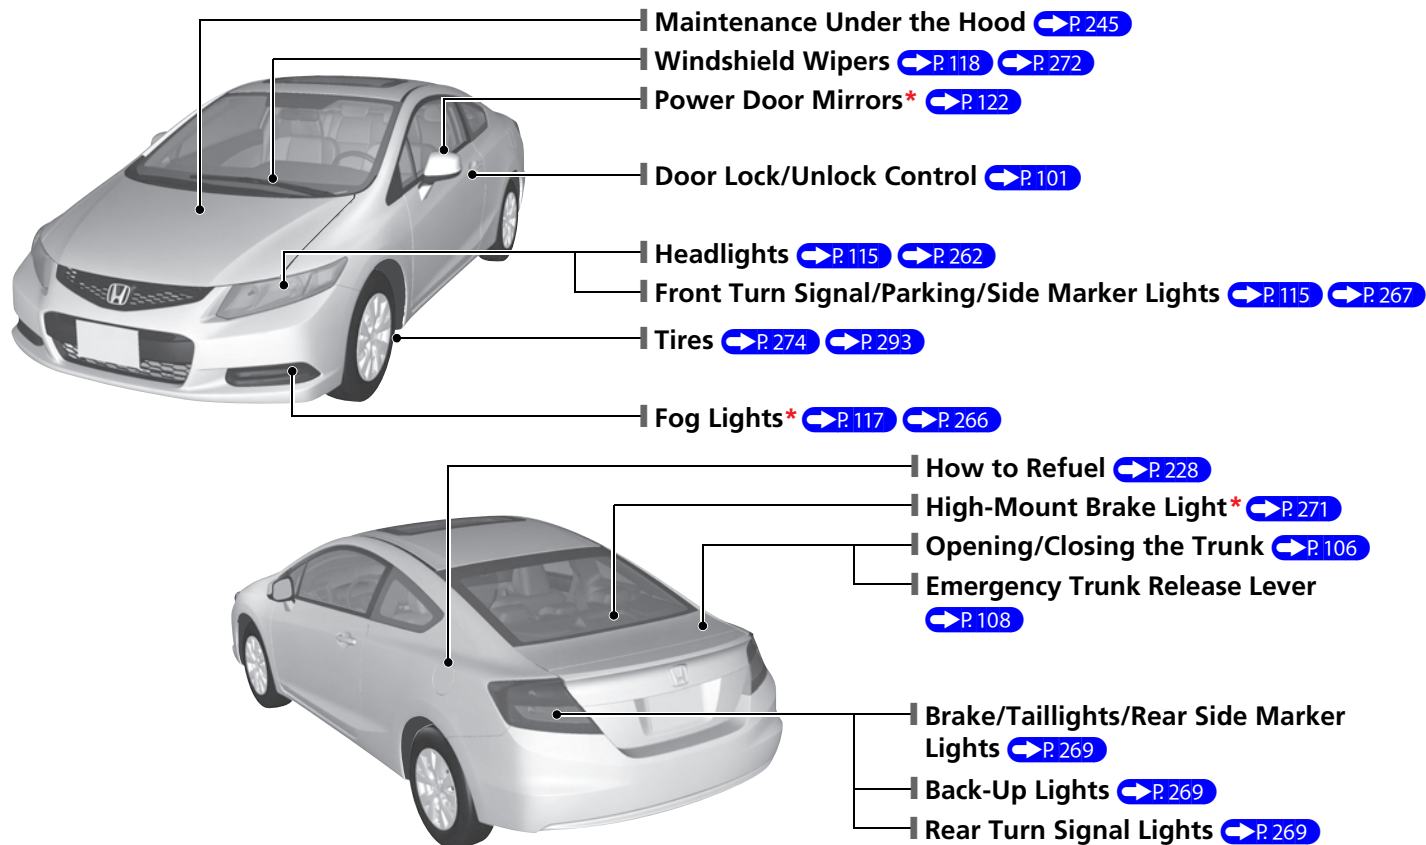 Maintenance Under the Hood P. 245
Windshield Wipers P. 118 P. 272
Power Door Mirrors* P. 122
Door Lock/Unlock Control P. 101
Headlights P. 115 P. 262
Front Turn Signal/Parking/Side Marker Lights P. 115 P. 267
Tires P. 274 P. 293
Fog Lights* P. 117 P. 266
How to Refuel P. 228
High-Mount Brake Light* P. 271
Opening/Closing the Trunk P. 106
Emergency Trunk Release Lever
P. 108
Brake/Taillights/Rear Side Marker
Lights P. 269
Back-Up Lights P. 269
Rear Turn Signal Lights P. 269